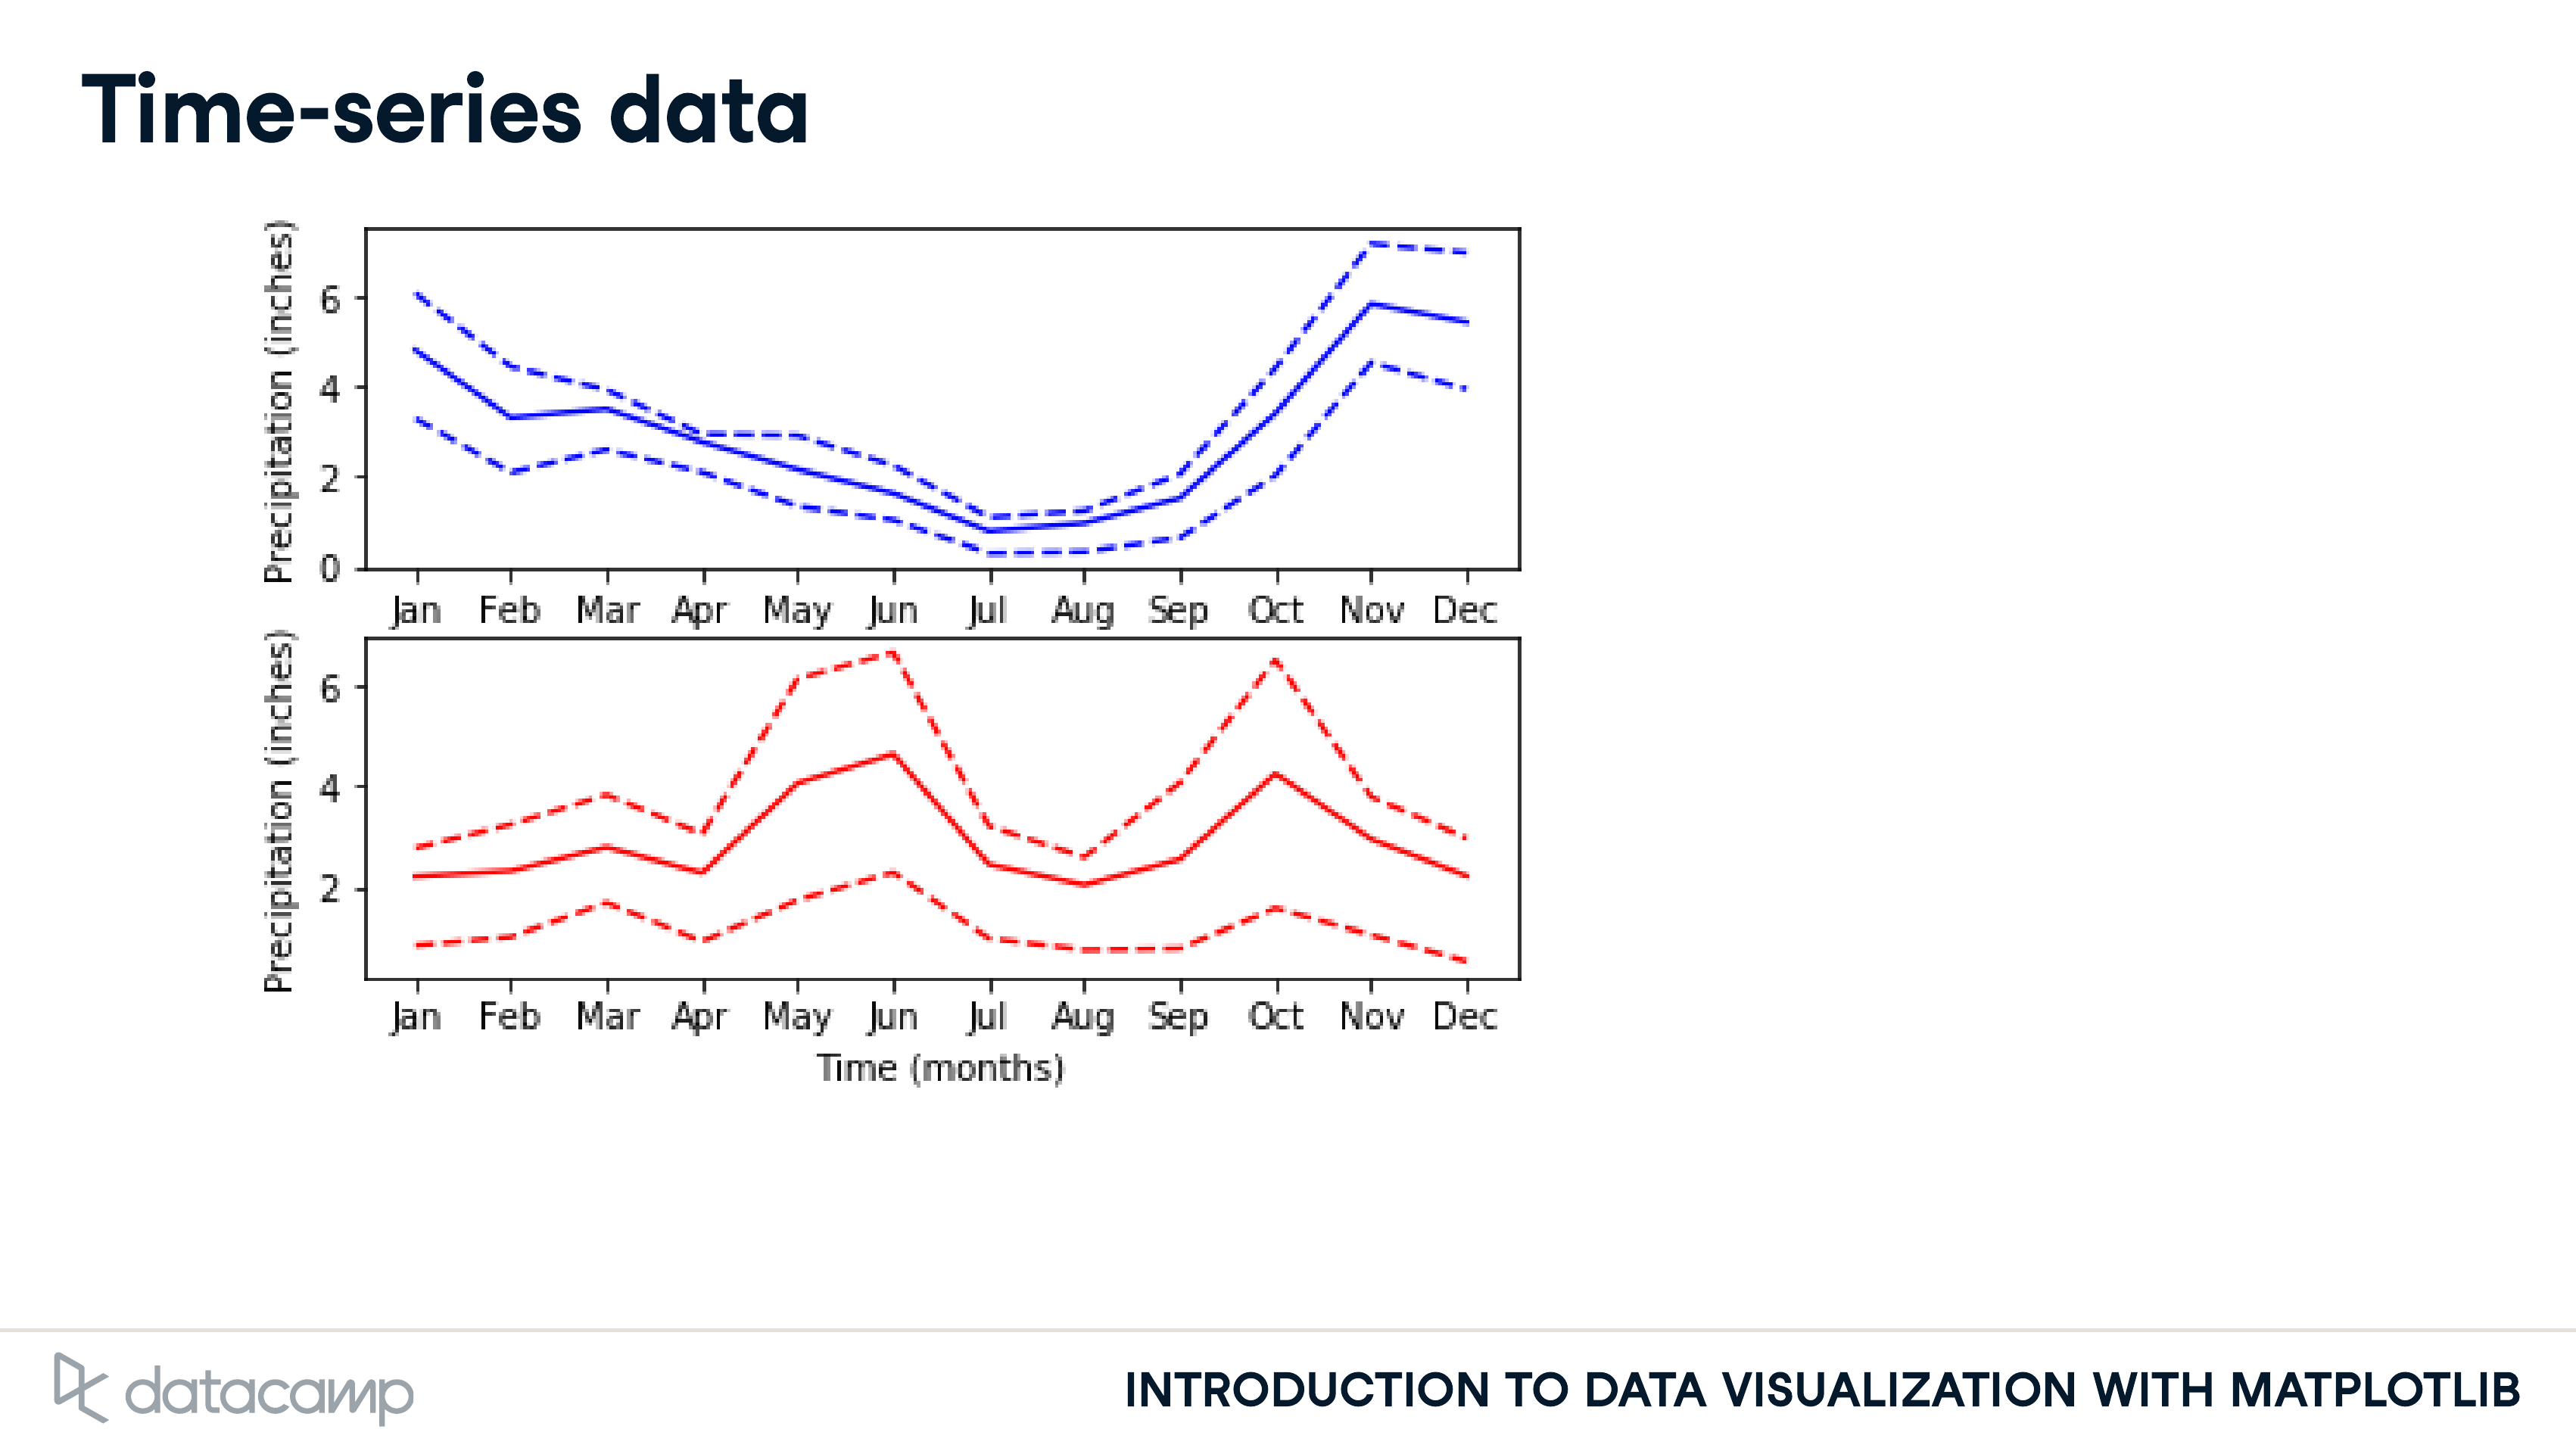 Time-series data
Precipitation (inches)
6
4
2
0
Jan Feb Mar Apr May Jun Jul Aug Sep Oct Nov Dec
Precipitation (inches)
6
4
2
Jan Feb Mar Apr May Jun Jul Aug Sep Oct Nov Dec
Time (months)
datacamp
INTRODUCTION TO DATA VISUALIZATION WITH MATPLOTLIB